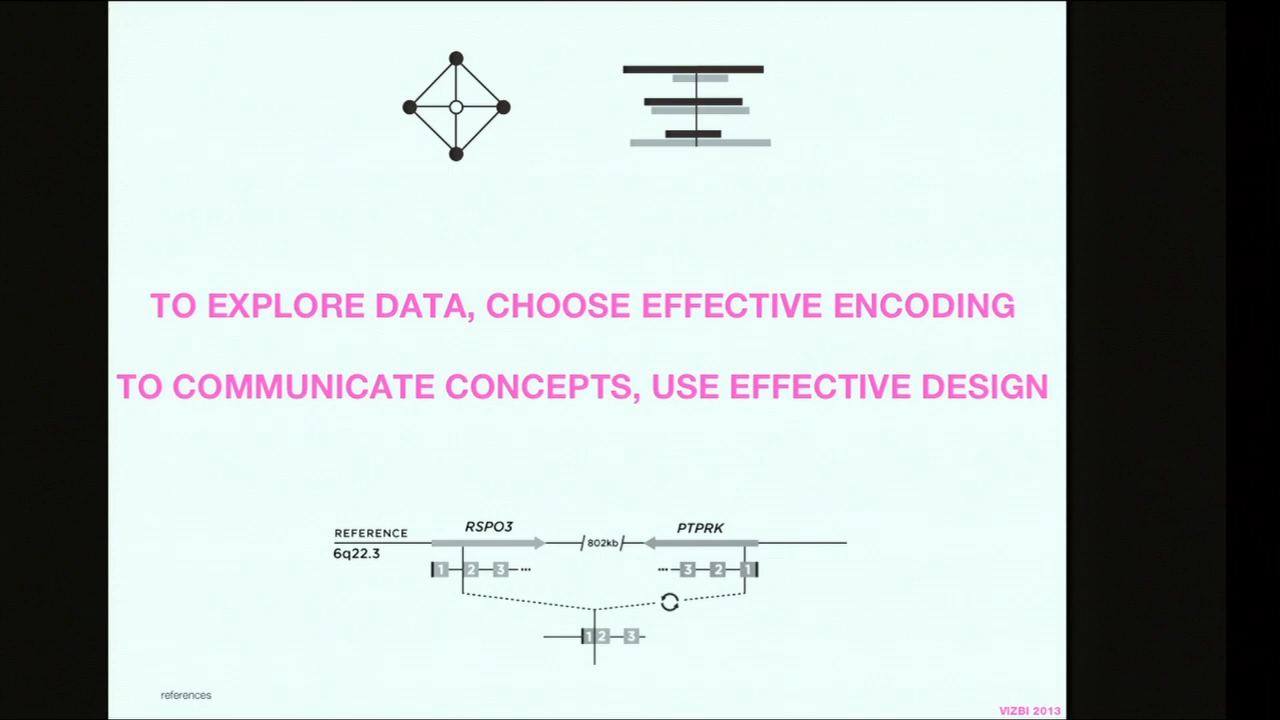 TO EXPLORE DATA, CHOOSE EFFECTIVE ENCODING
TO COMMUNICATE CONCEPTS, USE EFFECTIVE DESIGN
REFERENCE RSPO3 802kb PTPRK
6q22.3
1 2 3 ... ... 3 2 1
1 2 3
references
VIZBI 2013